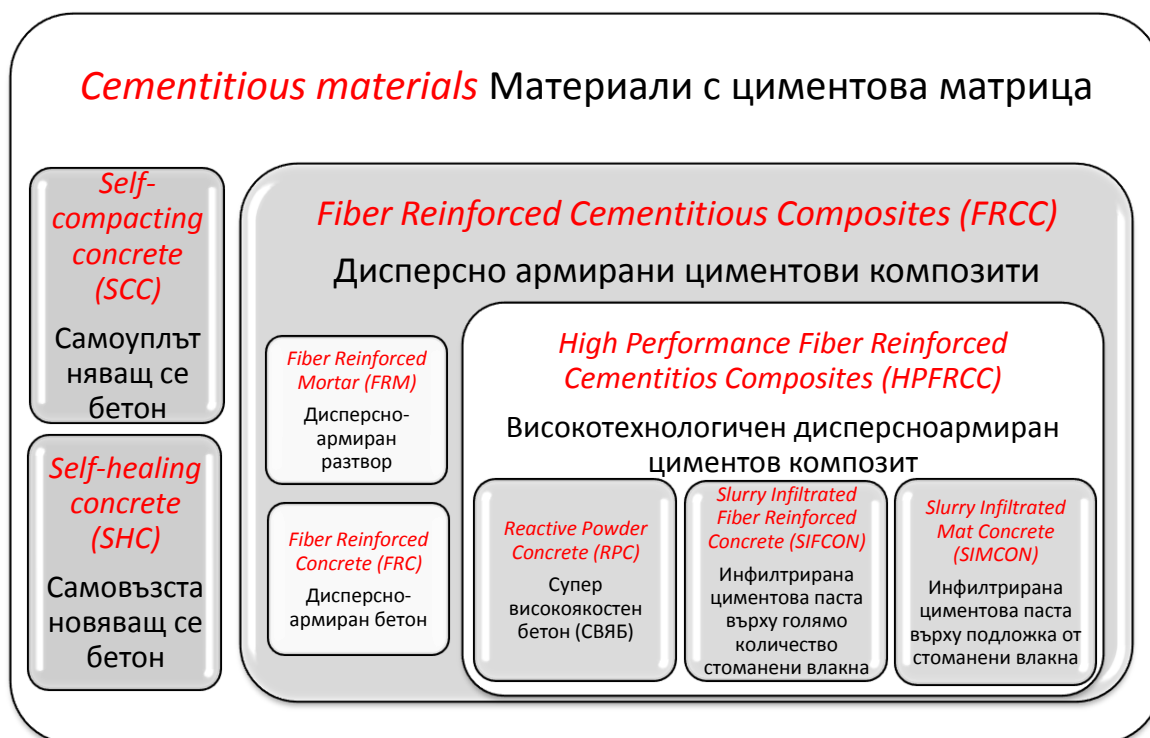 Cementitious materials Материали с циментова матрица
Self-
compacting
concrete
(SCC)
Самоуплът
няващ се
бетон
Self-healing
concrete
(SHC)
Самовъзста
новяващ се
бетон
Fiber Reinforced Cementitious Composites (FRCC)
Дисперсно армирани циментови композити
Fiber Reinforced
Mortar (FRM)
Дисперсно-
армиран
разтвор
Fiber Reinforced
Concrete (FRC)
Дисперсно-
армиран бетон
High Performance Fiber Reinforced
Cementitios Composites (HPFRCC)
Високотехнологичен дисперсноармиран
циментов композит
Reactive Powder
Concrete (RPC)
Супер
високоякостен
бетон (СВЯБ)
Slurry Infiltrated
Fiber Reinforced
Concrete (SIFCON)
Инфилтрирана
циментова паста
върху голямо
количество
стоманени влакна
Slurry Infiltrated
Mat Concrete
(SIMCON)
Инфилтрирана
циментова паста
върху подложка от
стоманени влакна